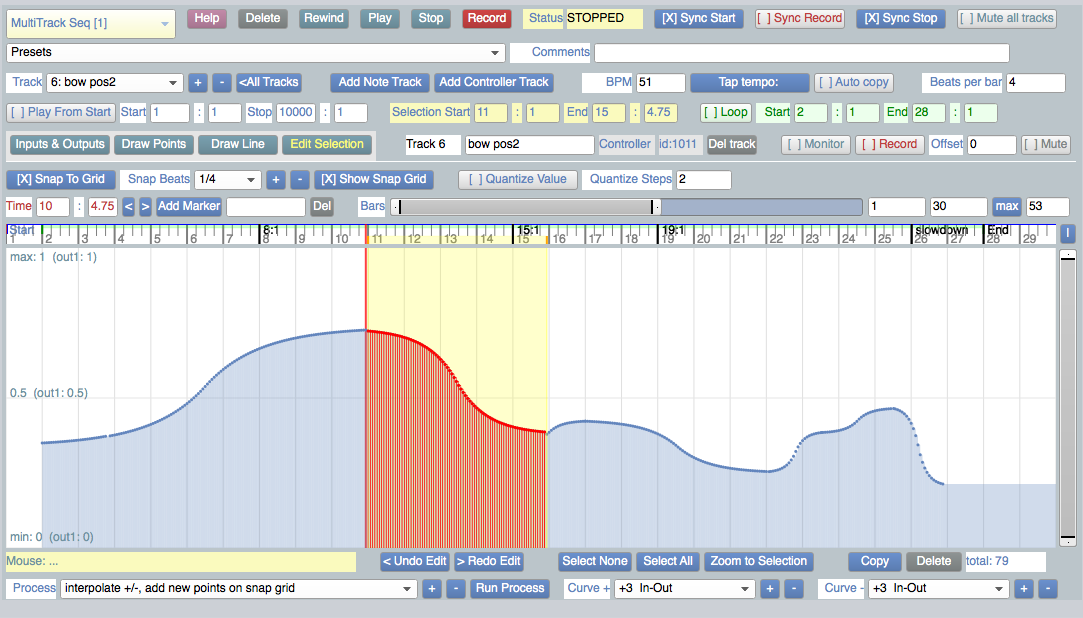 MultiTrack Seq [1] Help Delete Rewind Play Stop Record Status STOPPED [X] Sync Start [ ] Sync Record [X] Sync Stop [ ] Mute all tracks
Presets Comments
Track 6: bow pos2 + - <All Tracks Add Note Track Add Controller Track BPM 51 Tap tempo: [ ] Auto copy Beats per bar 4
[ ] Play From Start Start 1 : 1 Stop 10000 : 1 Selection Start 11 : 1 End 15 : 4.75 [ ] Loop Start 2 : 1 End 28 : 1
Inputs & Outputs Draw Points Draw Line Edit Selection Track 6 bow pos2 Controller id:1011 Del track [ ] Monitor [ ] Record Offset 0 [ ] Mute
[X] Snap To Grid Snap Beats 1/4 + - [X] Show Snap Grid [ ] Quantize Value Quantize Steps 2
Time 10 : 4.75 < > Add Marker Del Bars 1 30 max 53
Start 8:1 15:1 19:1 slowdown End I
1 2 3 4 5 6 7 8 9 10 11 12 13 14 15 16 17 18 19 20 21 22 23 24 25 26 27 28 29
max: 1 (out1: 1)
0.5 (out1: 0.5)
min: 0 (out1: 0)
Mouse: ... < Undo Edit > Redo Edit Select None Select All Zoom to Selection Copy Delete total: 79
Process interpolate +/-, add new points on snap grid + - Run Process Curve + +3 In-Out + - Curve - +3 In-Out + -